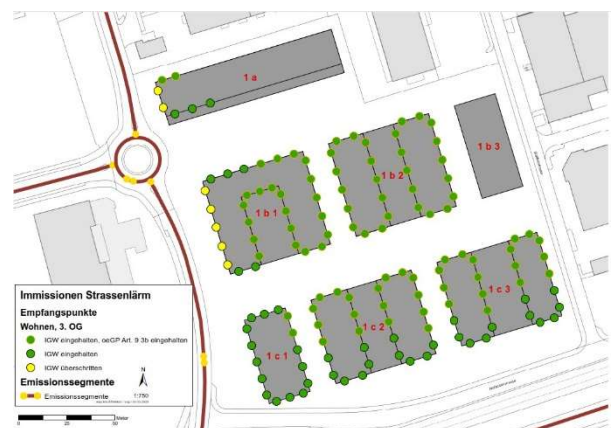 1 a
1 b 3
1 b 2
1 b 1
1 c 3
1 c 2
1 c 1
Immissionen Strassenlärm
Empfangspunkte
Wohnen, 3. OG
IGW eingehalten, oeGP Art. 9 3b eingehalten
IGW eingehalten
IGW überschritten
Emissionssegmente
N
Emissionssegmente
1:750
0 25 50 Meter